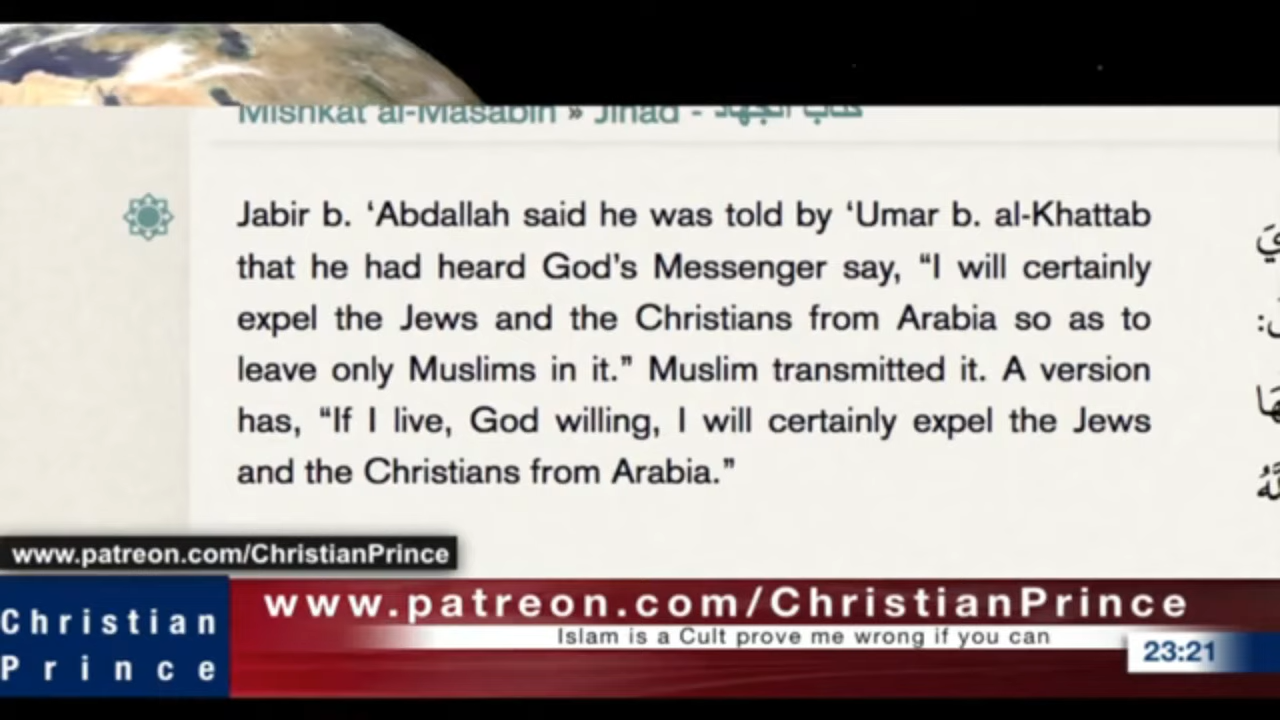 Mishkat al-Masabih » Jihad - كتاب الجهاد
Jabir b. ‘Abdallah said he was told by ‘Umar b. al-Khattab
that he had heard God’s Messenger say, “I will certainly
expel the Jews and the Christians from Arabia so as to
leave only Muslims in it.” Muslim transmitted it. A version
has, “If I live, God willing, I will certainly expel the Jews
and the Christians from Arabia.”
www.patreon.com/ChristianPrince
Christian
Prince
www.patreon.com/ChristianPrince
Islam is a Cult prove me wrong if you can
23:21